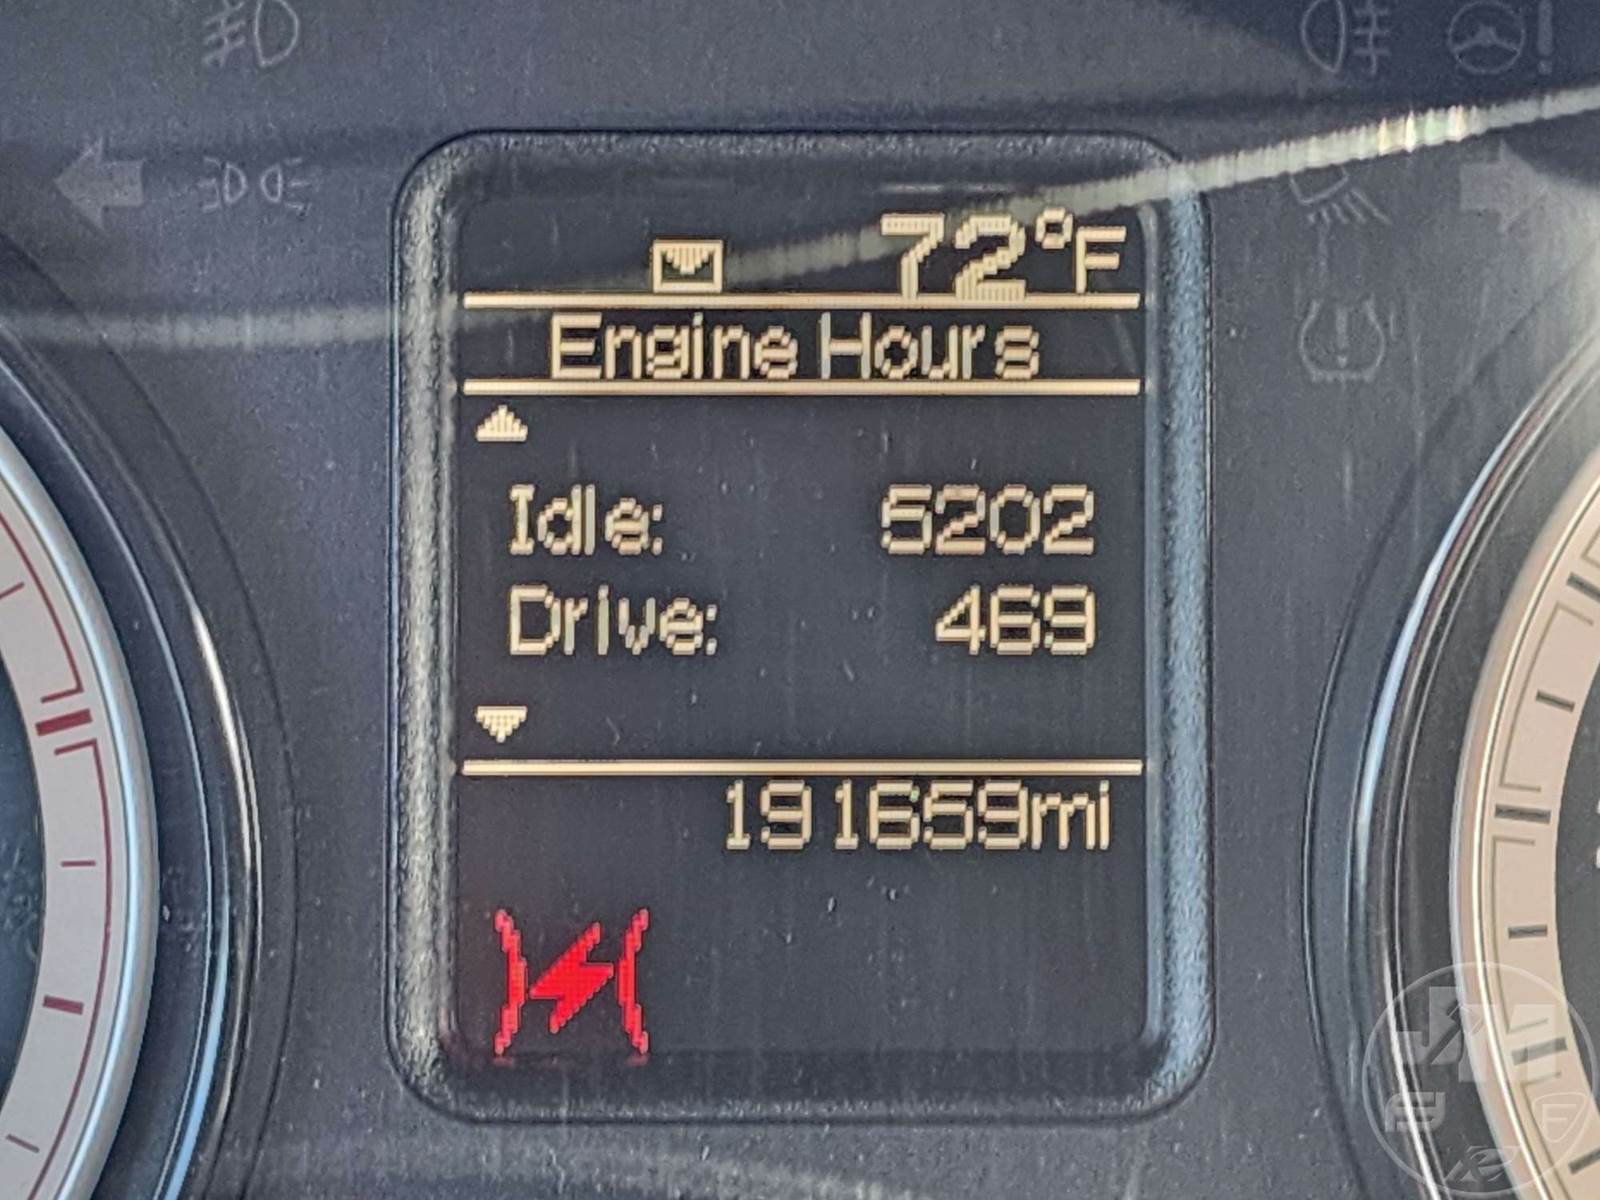 72°F
Engine Hours
Idle: 5202
Drive: 469
191659mi